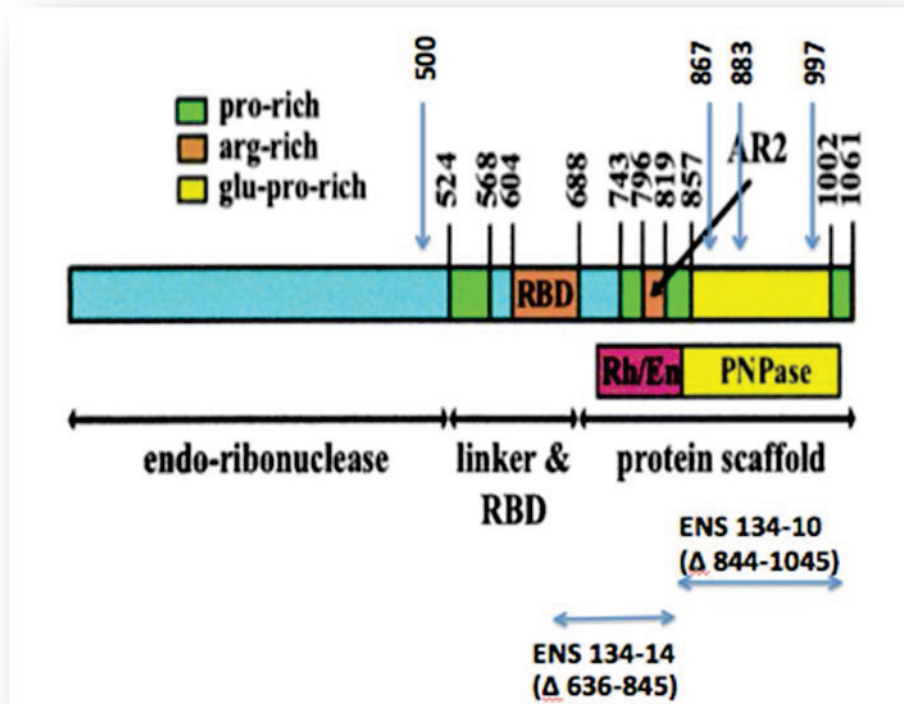 500
867
883
997
pro-rich
arg-rich
glu-pro-rich
AR2
524
568
604
688
743
796
819
857
1002
1061
RBD
Rh/En
PNPase
endo-ribonuclease
linker &
RBD
protein scaffold
ENS 134-10
(Δ 844-1045)
ENS 134-14
(Δ 636-845)